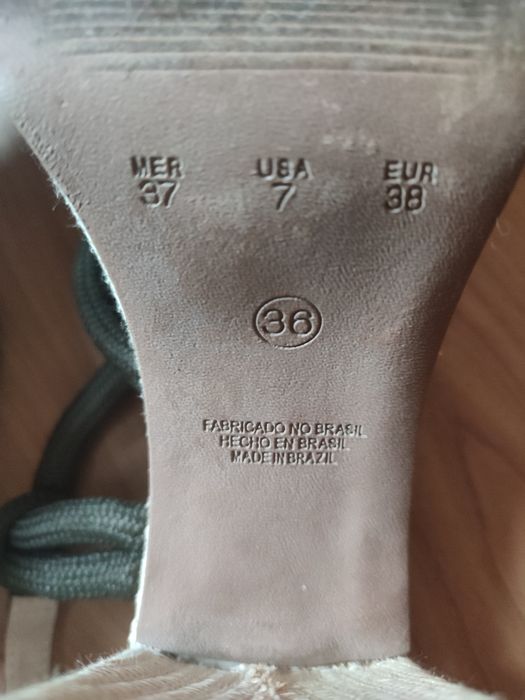 MER USA EUR
37 7 38
36
FABRICADO NO BRASIL
HECHO EN BRASIL
MADE IN BRAZIL